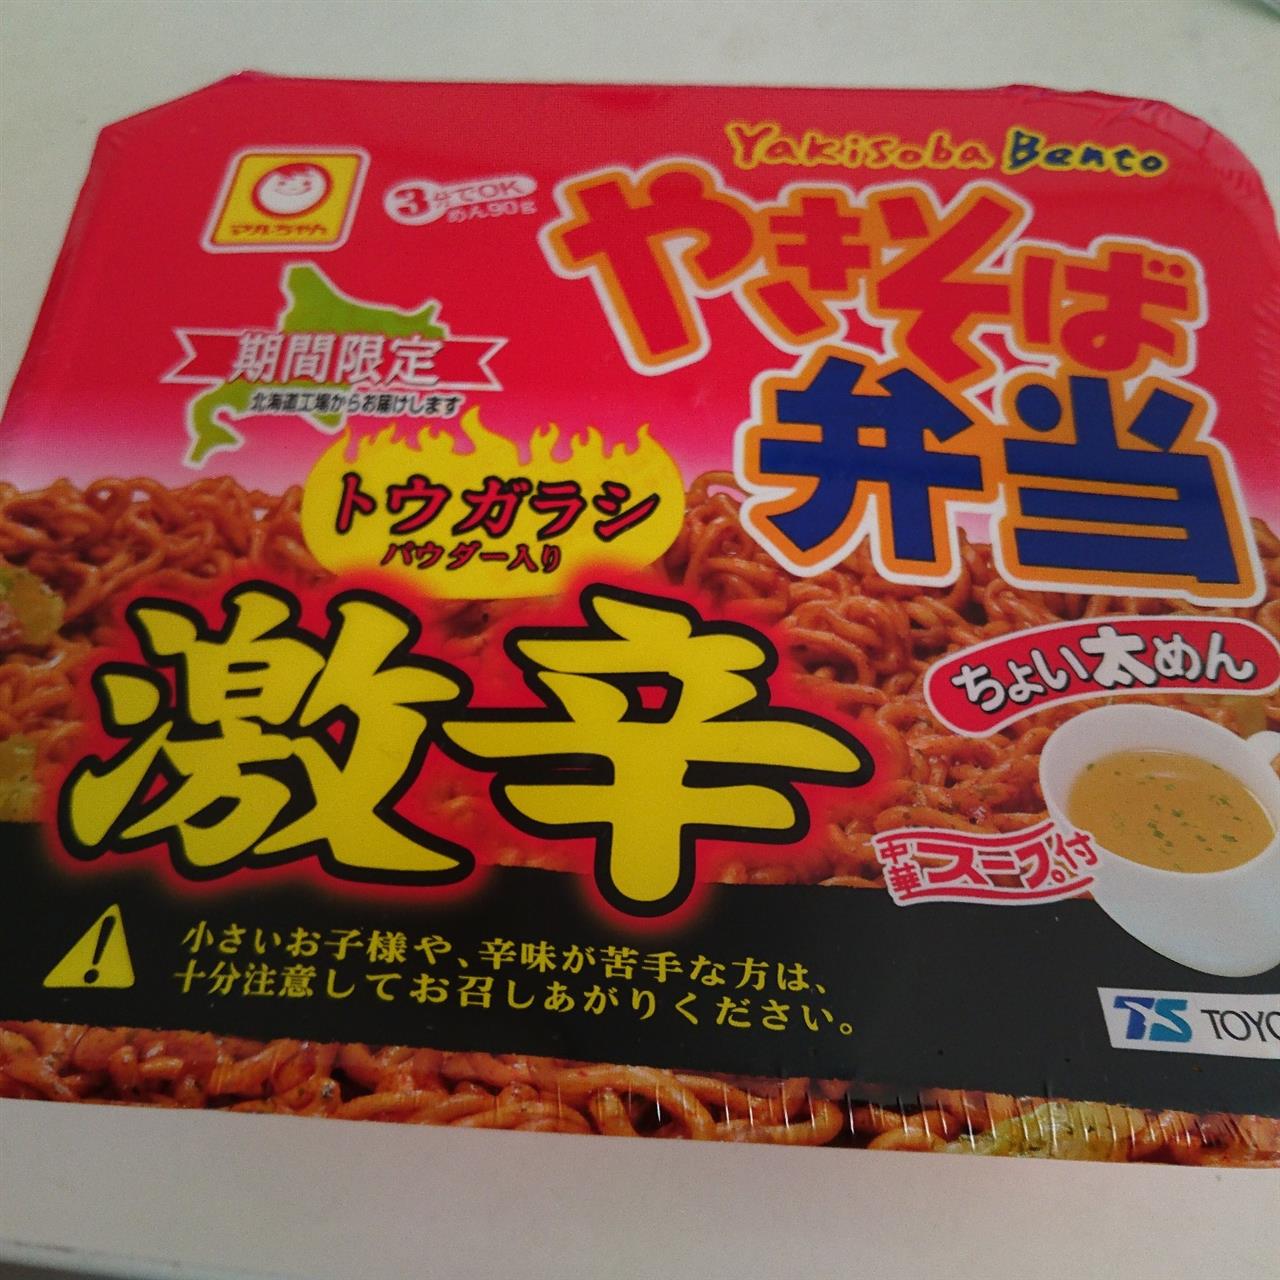 Yakisoba Bento
マルちゃん
3分でOK
めん90g
やきそば
弁当
期間限定
北海道工場からお届けします
トウガラシ
パウダー入り
激辛
ちょい太めん
中華スープ付
小さいお子様や、辛味が苦手な方は、
十分注意してお召しあがりください。
TS TOYO